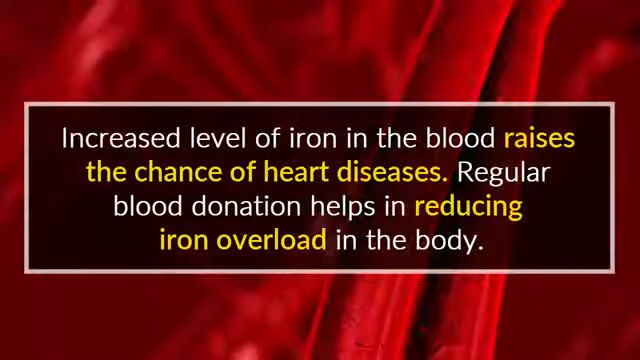 Increased level of iron in the blood raises
the chance of heart diseases. Regular
blood donation helps in reducing
iron overload in the body.